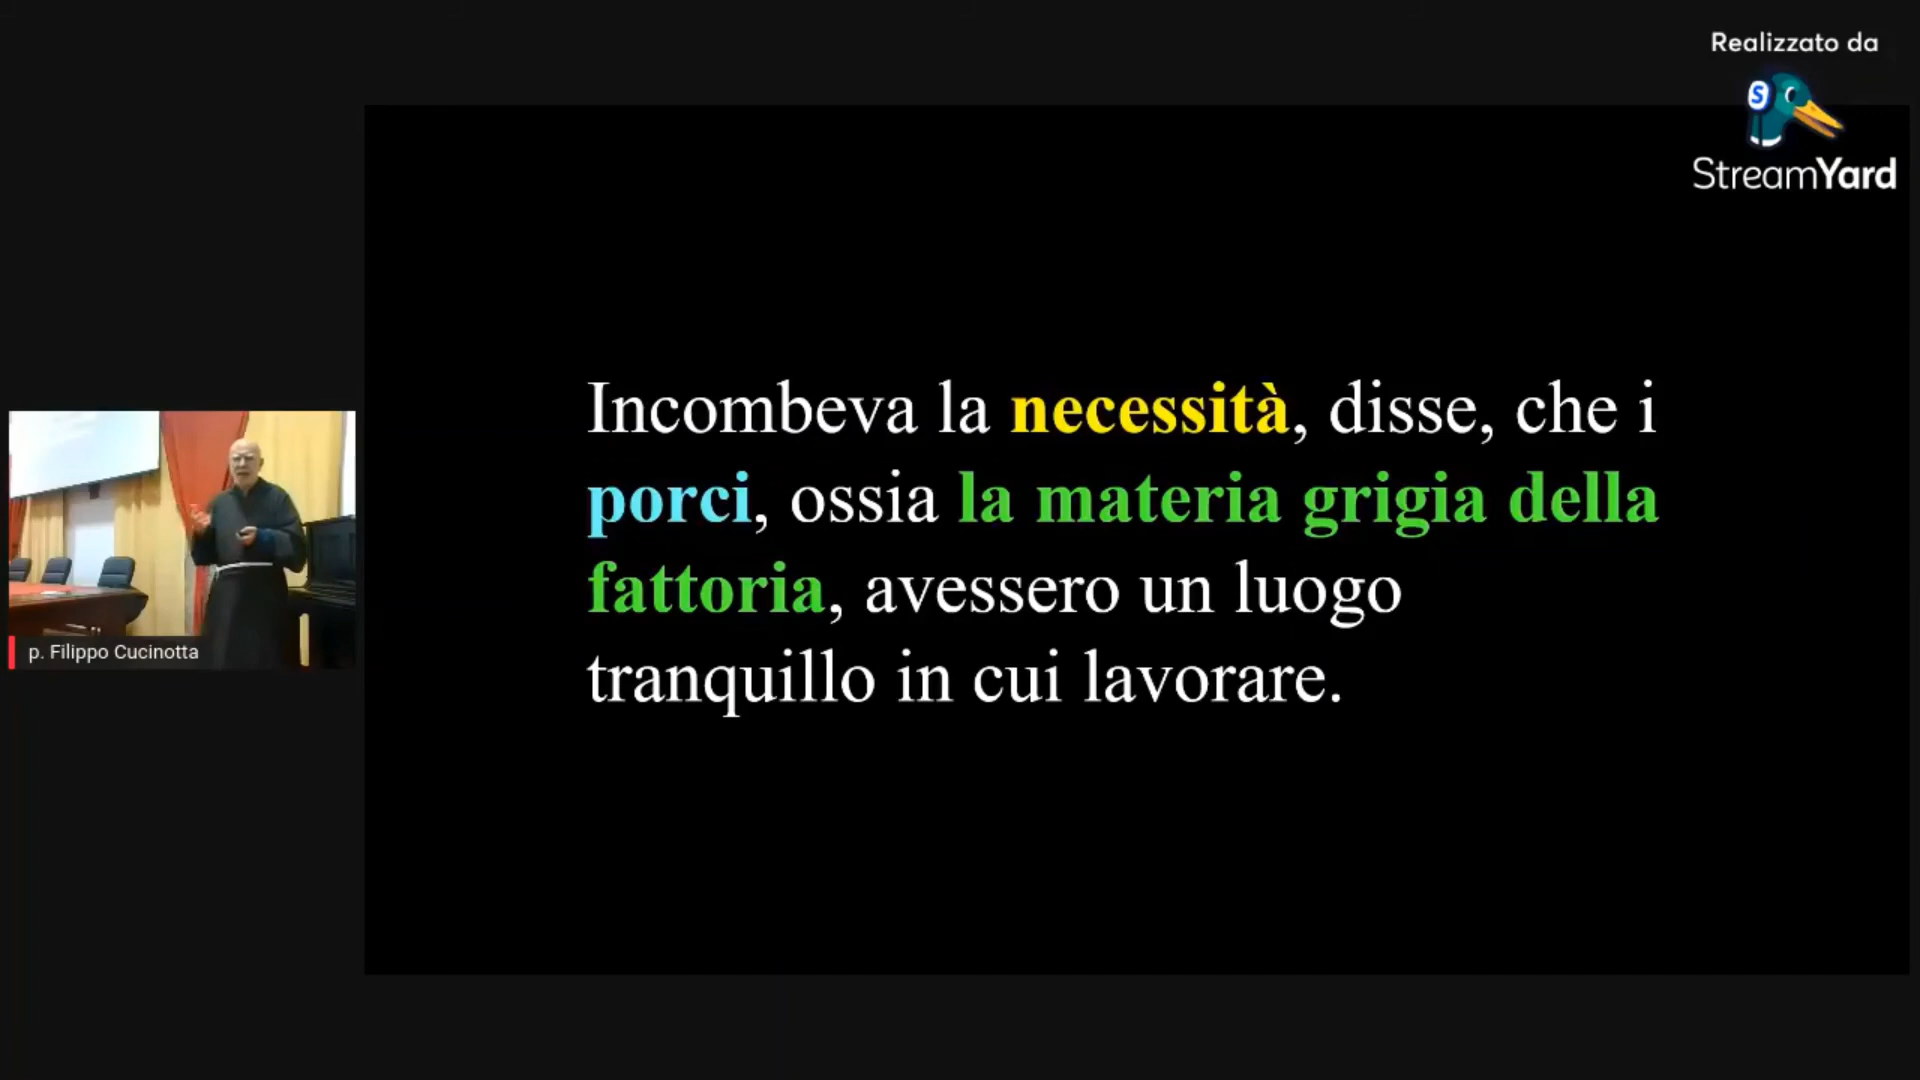 Realizzato da
StreamYard
Incombeva la necessità, disse, che i
porci, ossia la materia grigia della
fattoria, avessero un luogo
tranquillo in cui lavorare.
p. Filippo Cucinotta